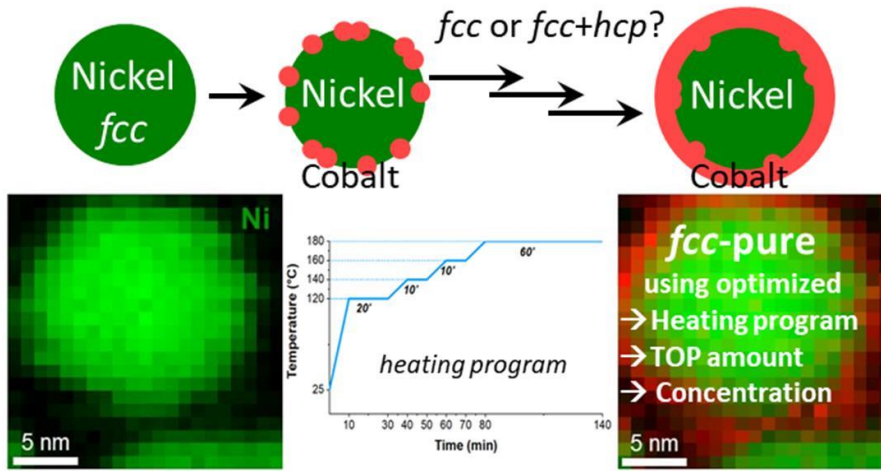 fcc or fcc+hcp?
Nickel
fcc
Nickel
Cobalt
Nickel
Cobalt
Ni
5 nm
Temperature (°C)
180
160
140
120
25
20'
10'
10'
60'
heating program
10 30 40 50 60 70 80 140
Time (min)
fcc-pure
using optimized
→ Heating program
→ TOP amount
→ Concentration
5 nm